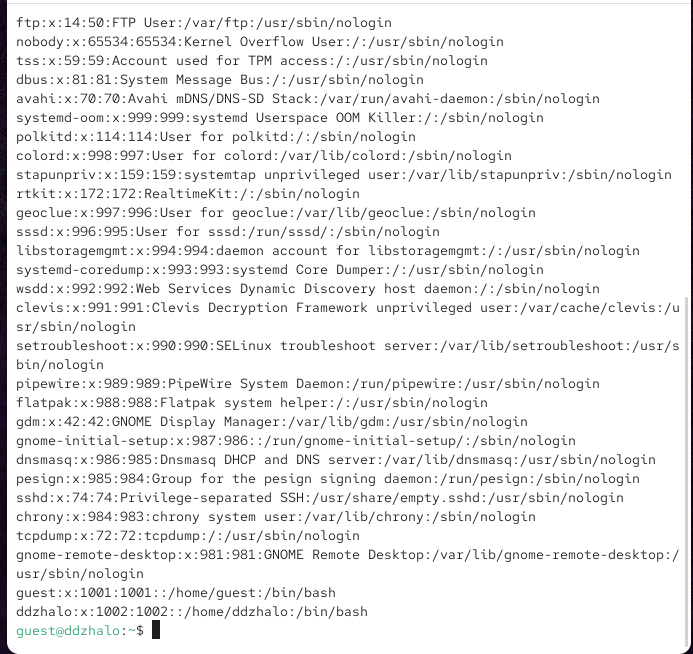 ftp:x:14:50:FTP User:/var/ftp:/usr/sbin/nologin
nobody:x:65534:65534:Kernel Overflow User:/:/usr/sbin/nologin
tss:x:59:59:Account used for TPM access:/:/usr/sbin/nologin
dbus:x:81:81:System Message Bus:/:/usr/sbin/nologin
avahi:x:70:70:Avahi mDNS/DNS-SD Stack:/var/run/avahi-daemon:/sbin/nologin
systemd-oom:x:999:999:systemd Userspace OOM Killer:/:/sbin/nologin
polkitd:x:114:114:User for polkitd:/:/sbin/nologin
colord:x:998:997:User for colord:/var/lib/colord:/sbin/nologin
stapunpriv:x:159:159:systemtap unprivileged user:/var/lib/stapunpriv:/sbin/nologin
rtkit:x:172:172:RealtimeKit:/:/sbin/nologin
geoclue:x:997:996:User for geoclue:/var/lib/geoclue:/sbin/nologin
sssd:x:996:995:User for sssd:/run/sssd/:/sbin/nologin
libstoragemgmt:x:994:994:daemon account for libstoragemgmt:/:/usr/sbin/nologin
systemd-coredump:x:993:993:systemd Core Dumper:/:/usr/sbin/nologin
wsdd:x:992:992:Web Services Dynamic Discovery host daemon:/:/sbin/nologin
clevis:x:991:991:Clevis Decryption Framework unprivileged user:/var/cache/clevis:/u
sr/sbin/nologin
setroubleshoot:x:990:990:SELinux troubleshoot server:/var/lib/setroubleshoot:/usr/s
bin/nologin
pipewire:x:989:989:PipeWire System Daemon:/run/pipewire:/usr/sbin/nologin
flatpak:x:988:988:Flatpak system helper:/:/usr/sbin/nologin
gdm:x:42:42:GNOME Display Manager:/var/lib/gdm:/usr/sbin/nologin
gnome-initial-setup:x:987:986::/run/gnome-initial-setup/:/sbin/nologin
dnsmasq:x:986:985:Dnsmasq DHCP and DNS server:/var/lib/dnsmasq:/usr/sbin/nologin
pesign:x:985:984:Group for the pesign signing daemon:/run/pesign:/sbin/nologin
sshd:x:74:74:Privilege-separated SSH:/usr/share/empty.sshd:/usr/sbin/nologin
chrony:x:984:983:chrony system user:/var/lib/chrony:/sbin/nologin
tcpdump:x:72:72:tcpdump:/:/usr/sbin/nologin
gnome-remote-desktop:x:981:981:GNOME Remote Desktop:/var/lib/gnome-remote-desktop:/
usr/sbin/nologin
guest:x:1001:1001::/home/guest:/bin/bash
ddzhalo:x:1002:1002::/home/ddzhalo:/bin/bash
guest@ddzhalo:~$